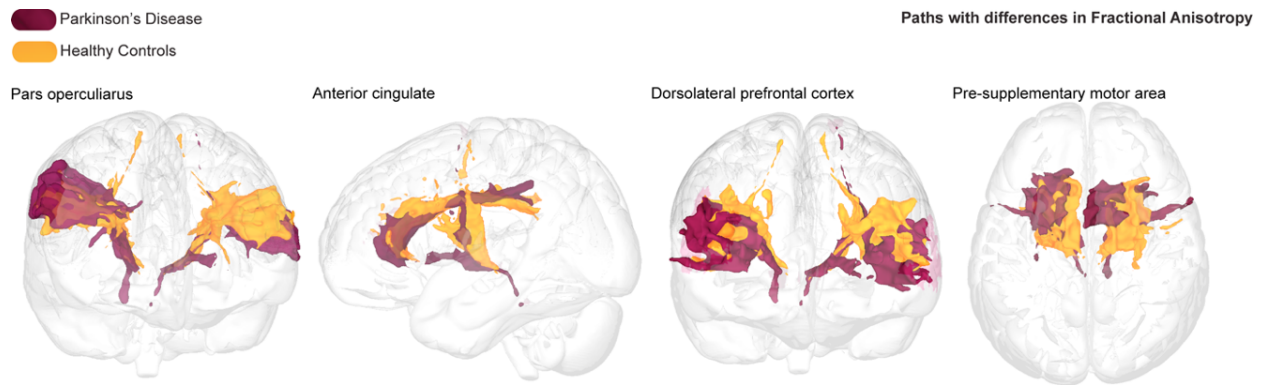 Parkinson's Disease
Paths with differences in Fractional Anisotropy
Healthy Controls
Pars operculiarus
Anterior cingulate
Dorsolateral prefrontal cortex
Pre-supplementary motor area